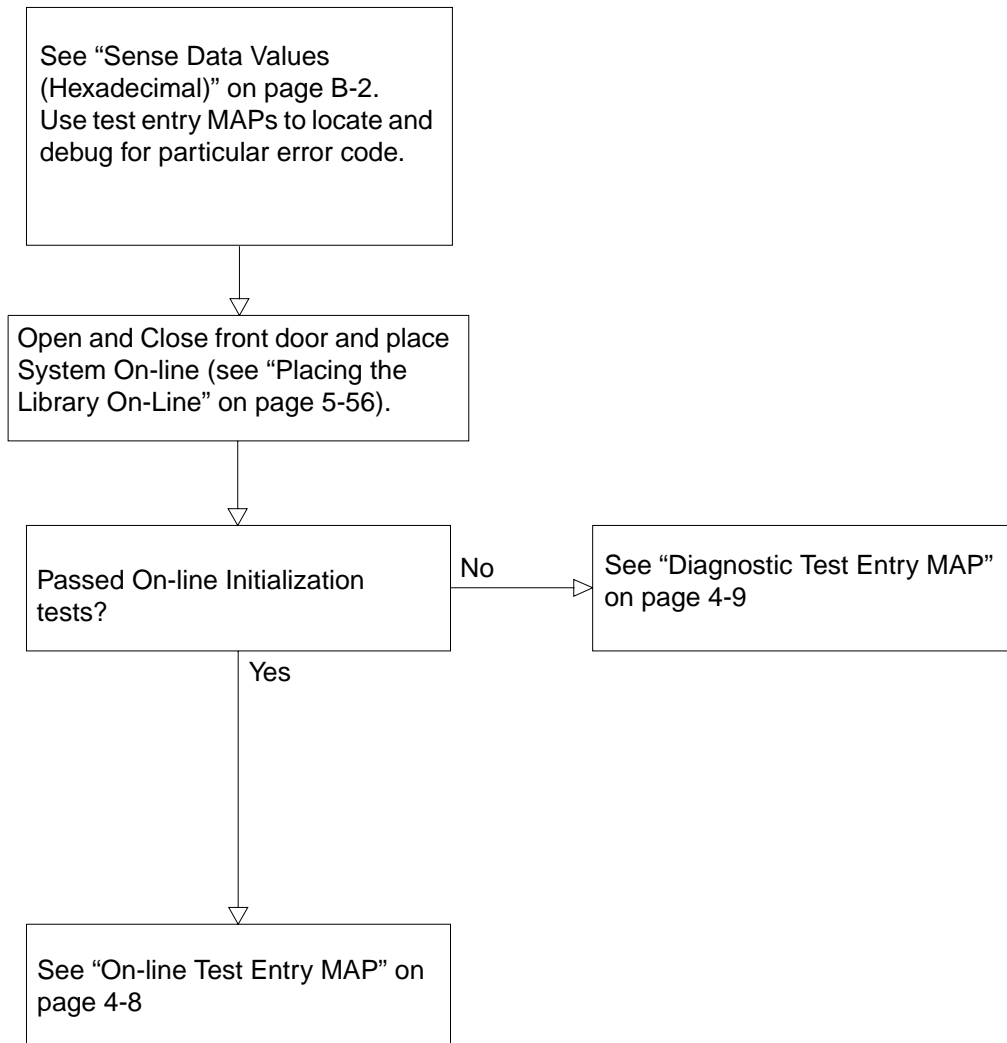 See “Sense Data Values
(Hexadecimal)” on page B-2.
Use test entry MAPs to locate and
debug for particular error code.
Open and Close front door and place
System On-line (see “Placing the
Library On-Line” on page 5-56).
Passed On-line Initialization
tests?
No
See “Diagnostic Test Entry MAP”
on page 4-9
Yes
See “On-line Test Entry MAP” on
page 4-8